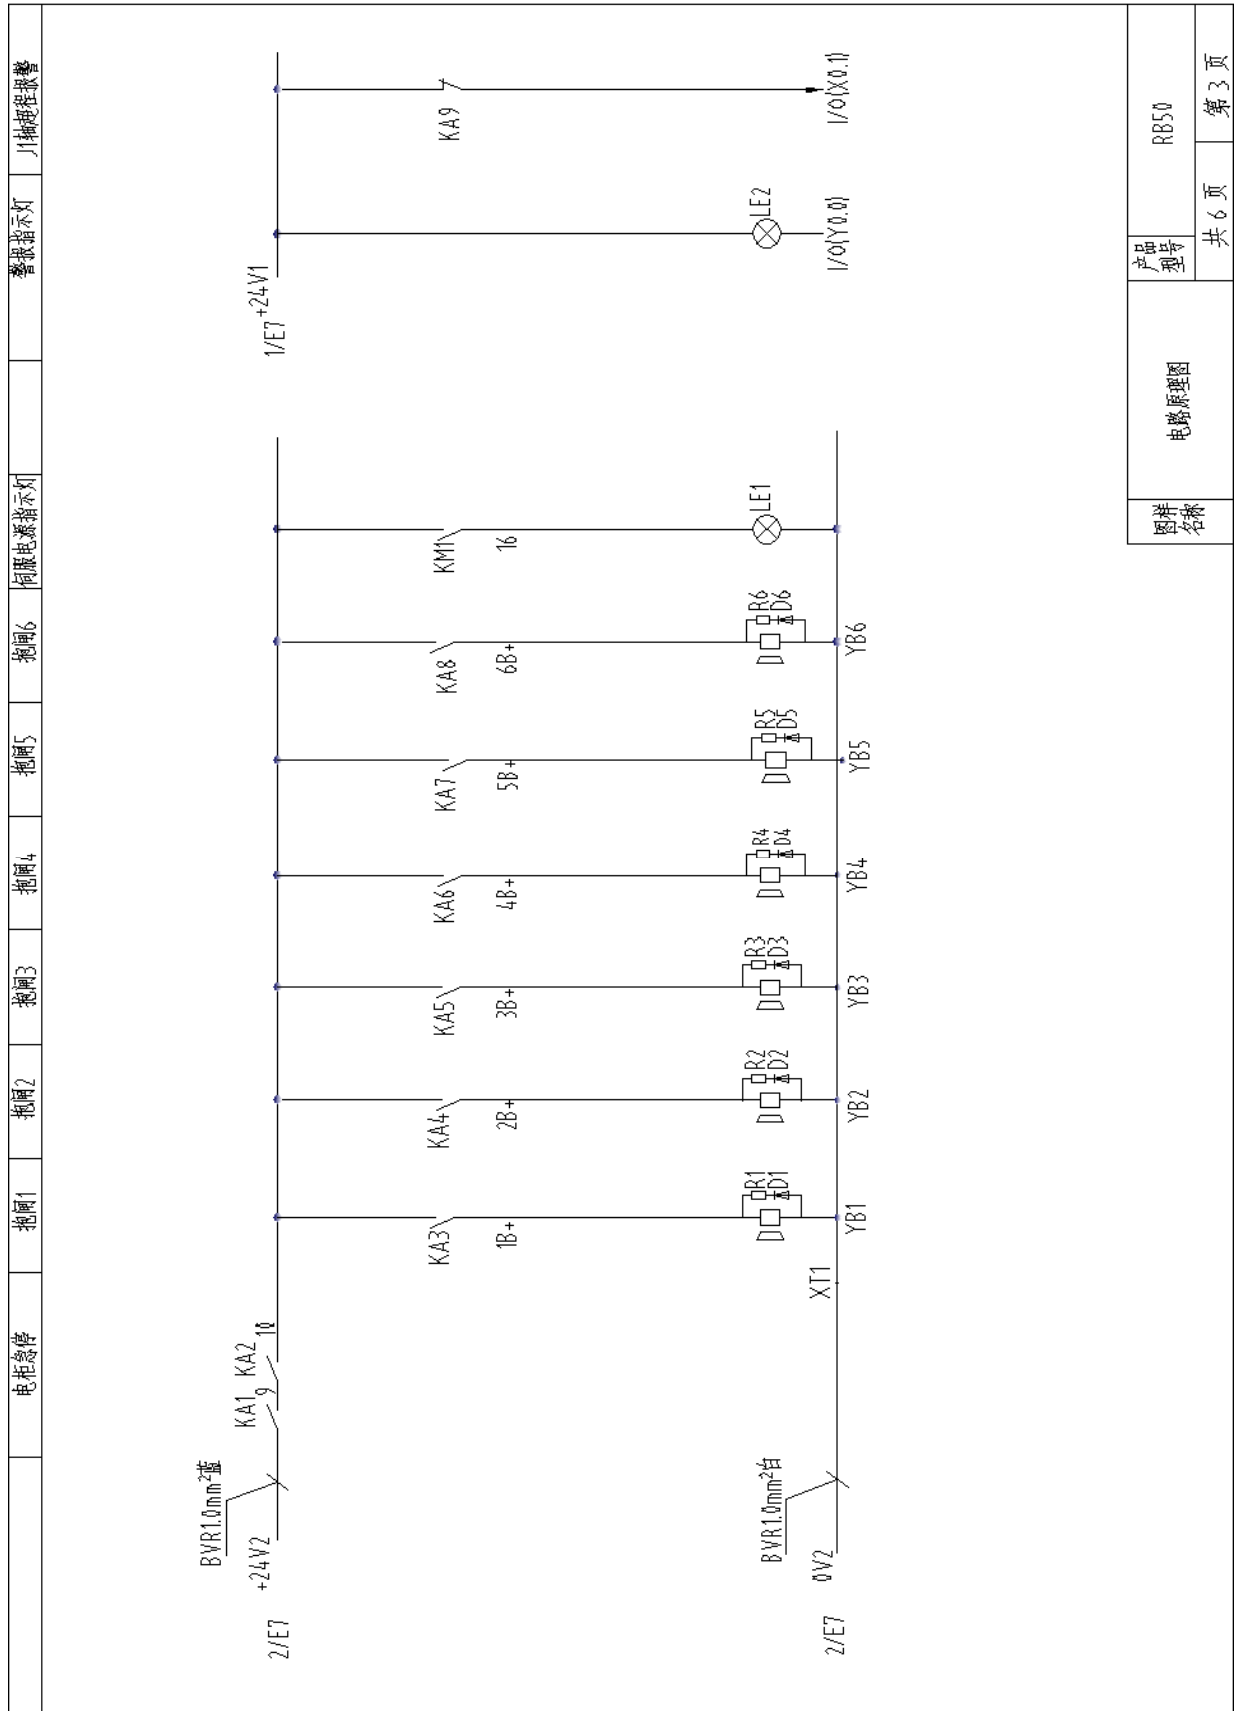 电柜急停
抱闸1
抱闸2
抱闸3
抱闸4
抱闸5
抱闸6
伺服电源指示灯
警报指示灯
J1轴超程报警
BVR1.0mm²蓝
2/E7
+24V2
KA1
9
KA2
10
1/E7
+24V1
KA3
KA4
KA5
KA6
KA7
KA8
KM1
KA9
1B+
2B+
3B+
4B+
5B+
6B+
16
R1
D1
R2
D2
R3
D3
R4
D4
R5
D5
R6
D6
LE1
LE2
BVR1.0mm²白
2/E7
0V2
XT1
YB1
YB2
YB3
YB4
YB5
YB6
I/O(Y0.0)
I/O(X0.1)
图样
名称
电路原理图
产品
型号
RB50
共 6 页
第 3 页